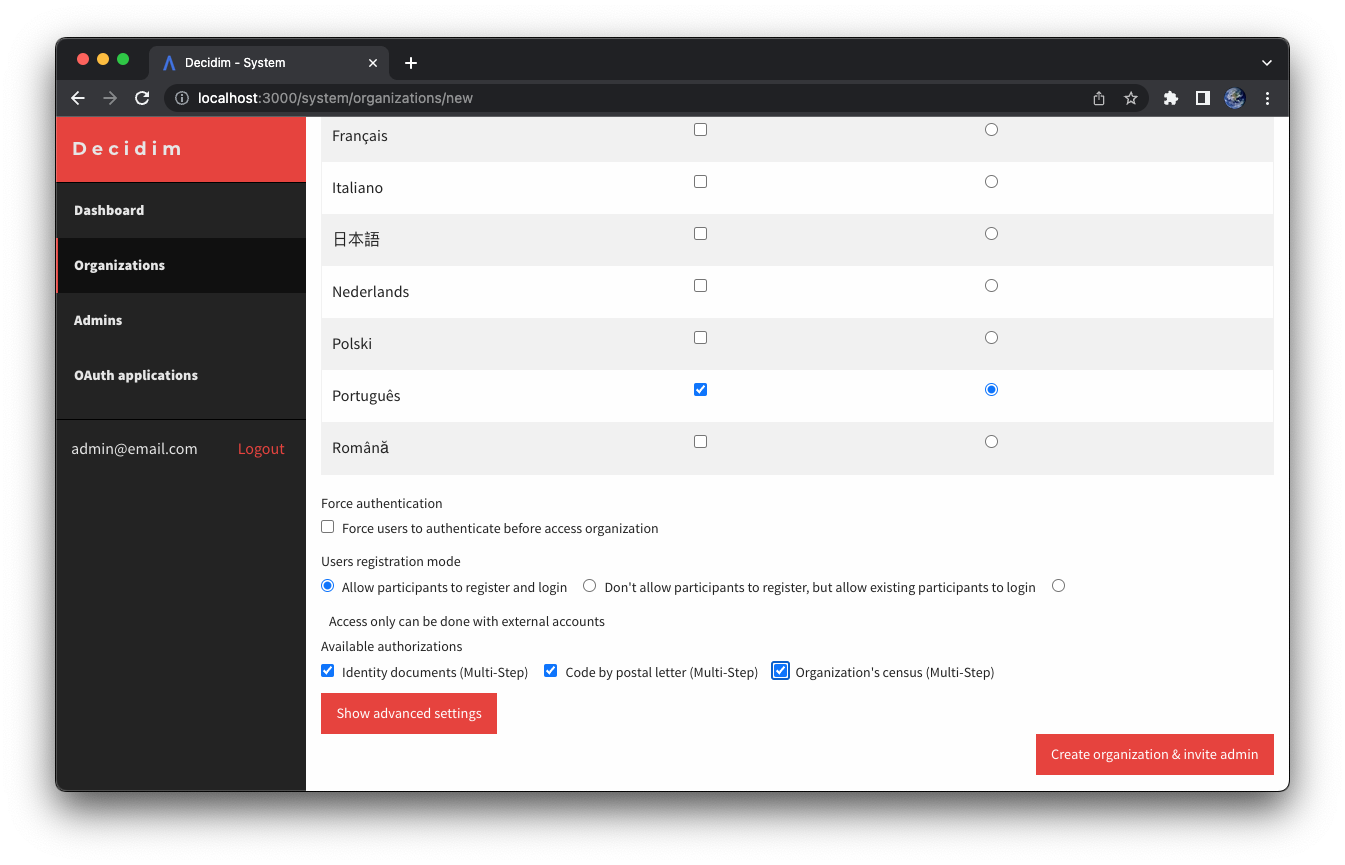 Decidim - System
localhost:3000/system/organizations/new
Decidim
Dashboard
Organizations
Admins
OAuth applications
admin@email.com Logout
Français
Italiano
日本語
Nederlands
Polski
Português
Română
Force authentication
Force users to authenticate before access organization
Users registration mode
Allow participants to register and login Don't allow participants to register, but allow existing participants to login
Access only can be done with external accounts
Available authorizations
Identity documents (Multi-Step) Code by postal letter (Multi-Step) Organization's census (Multi-Step)
Show advanced settings
Create organization & invite admin